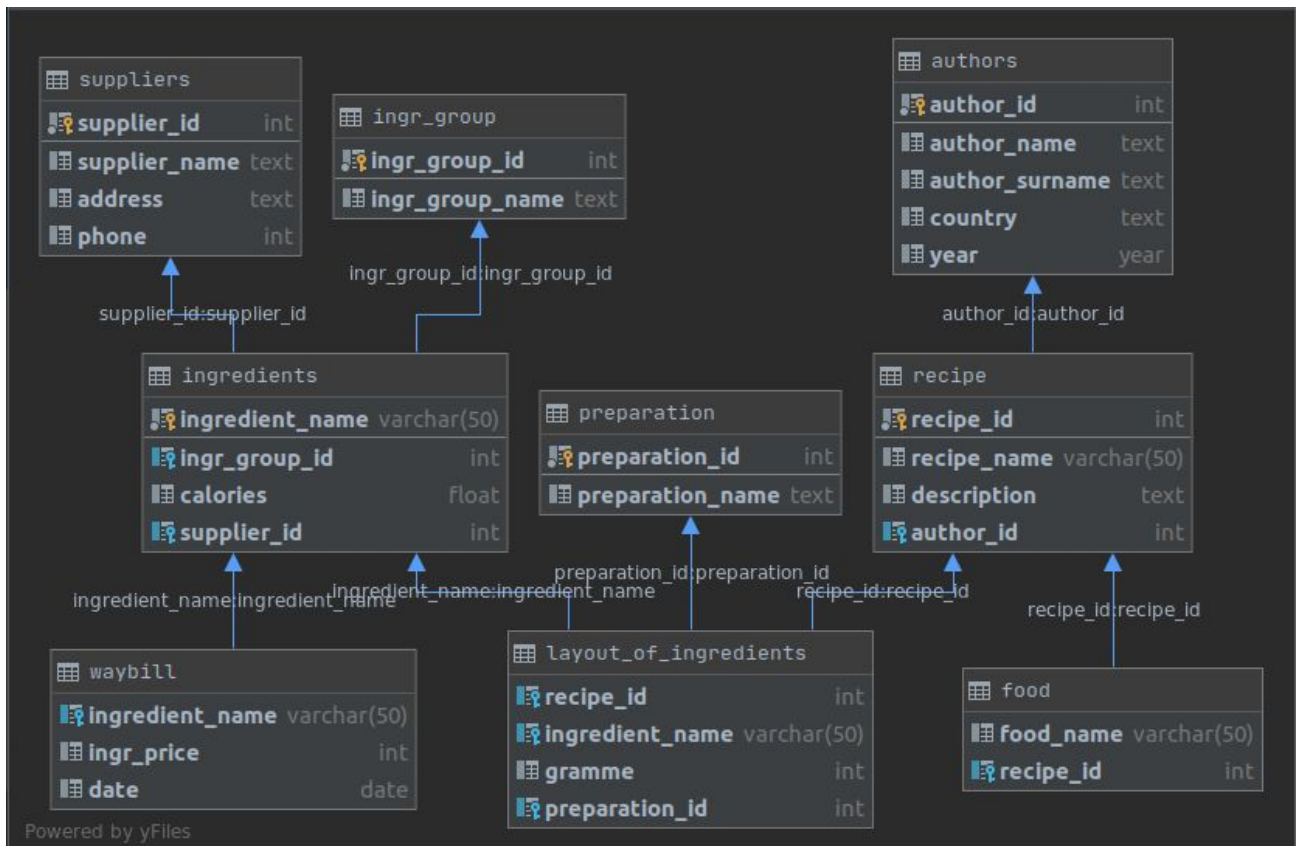 suppliers
supplier_id int
supplier_name text
address text
phone int
ingr_group
ingr_group_id int
ingr_group_name text
authors
author_id int
author_name text
author_surname text
country text
year year
ingr_group_id:ingr_group_id
supplier_id:supplier_id
author_id:author_id
ingredients
ingredient_name varchar(50)
ingr_group_id int
calories float
supplier_id int
preparation
preparation_id int
preparation_name text
recipe
recipe_id int
recipe_name varchar(50)
description text
author_id int
ingredient_name:ingredient_name
ingredient_name:ingredient_name
preparation_id:preparation_id
recipe_id:recipe_id
recipe_id:recipe_id
waybill
ingredient_name varchar(50)
ingr_price int
date date
layout_of_ingredients
recipe_id int
ingredient_name varchar(50)
gramme int
preparation_id int
food
food_name varchar(50)
recipe_id int
Powered by yFiles